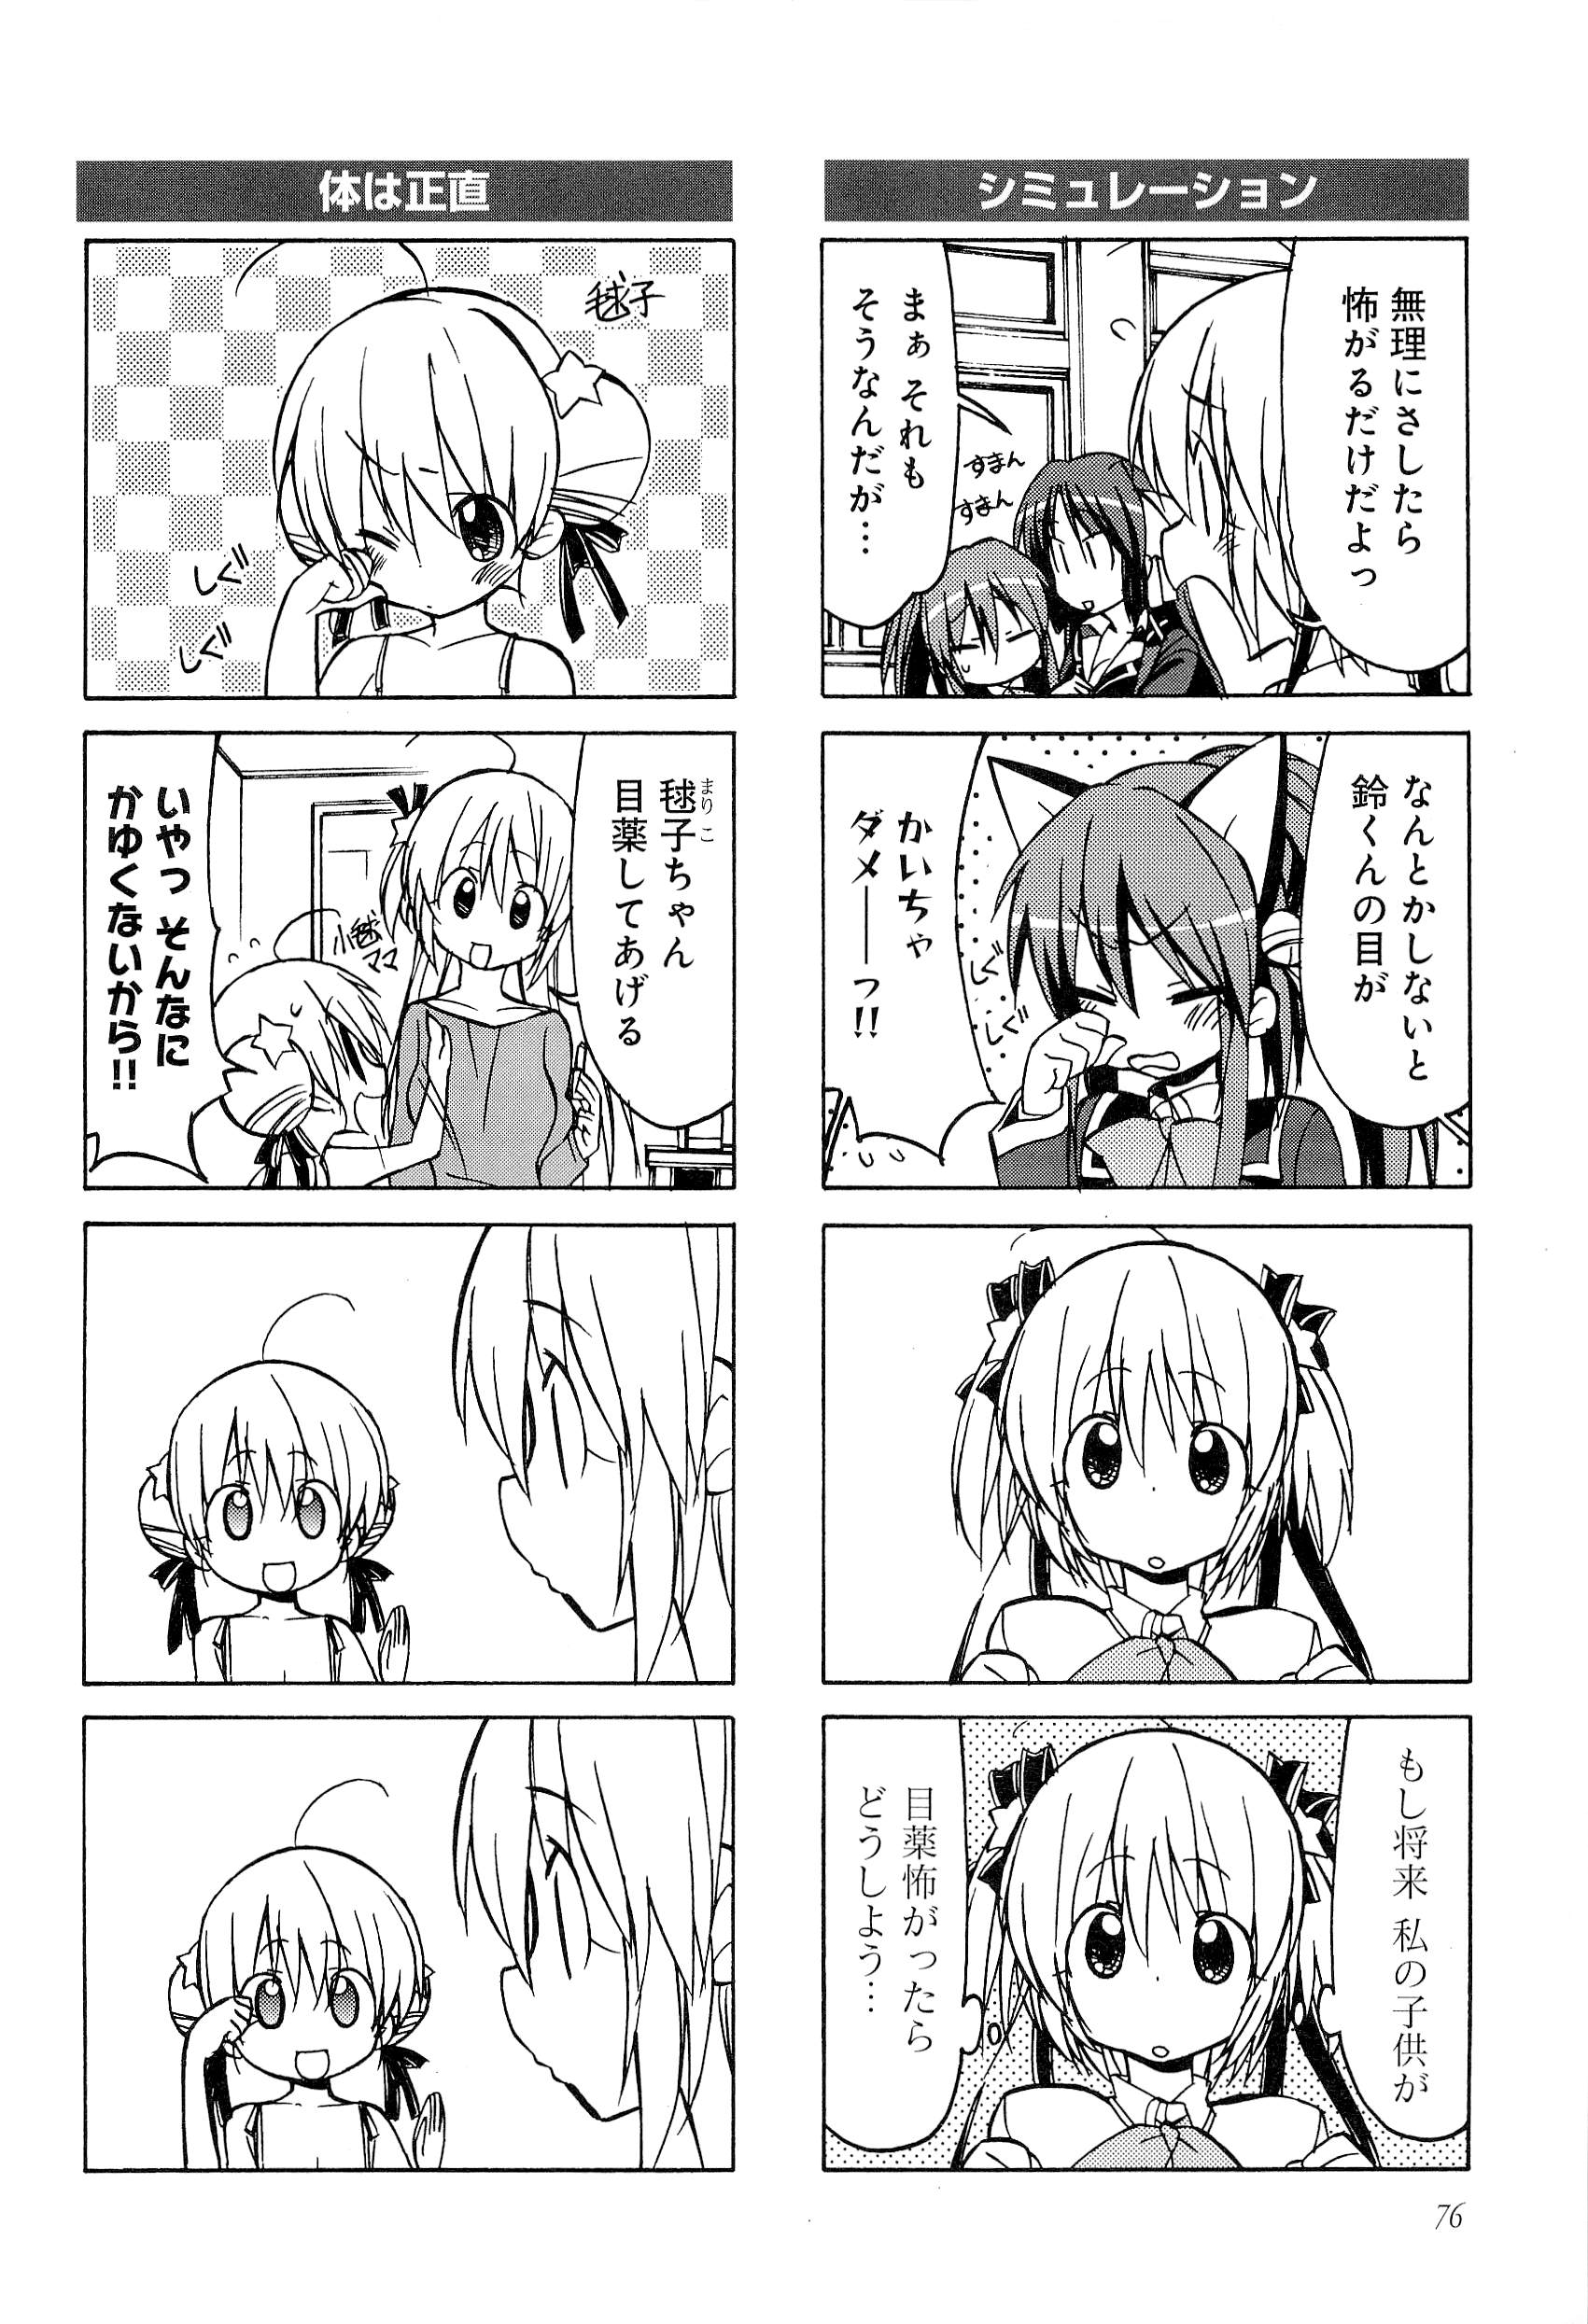 シミュレーション
無理にさしたら
怖がるだけだよっ
まぁ それも
そうなんだが…
すまん
すまん
なんとかしないと
鈴くんの目が
かいちゃ
ダメ――っ!!
しぐ゛
しぐ゛
もし将来 私の子供が
目薬怖がったら
どうしよう…
体は正直
毬子
しぐ゛
しぐ゛
毬子ちゃん
まりこ
目薬してあげる
小毬
ママ
いやっ そんなに
かゆくないから!!
76